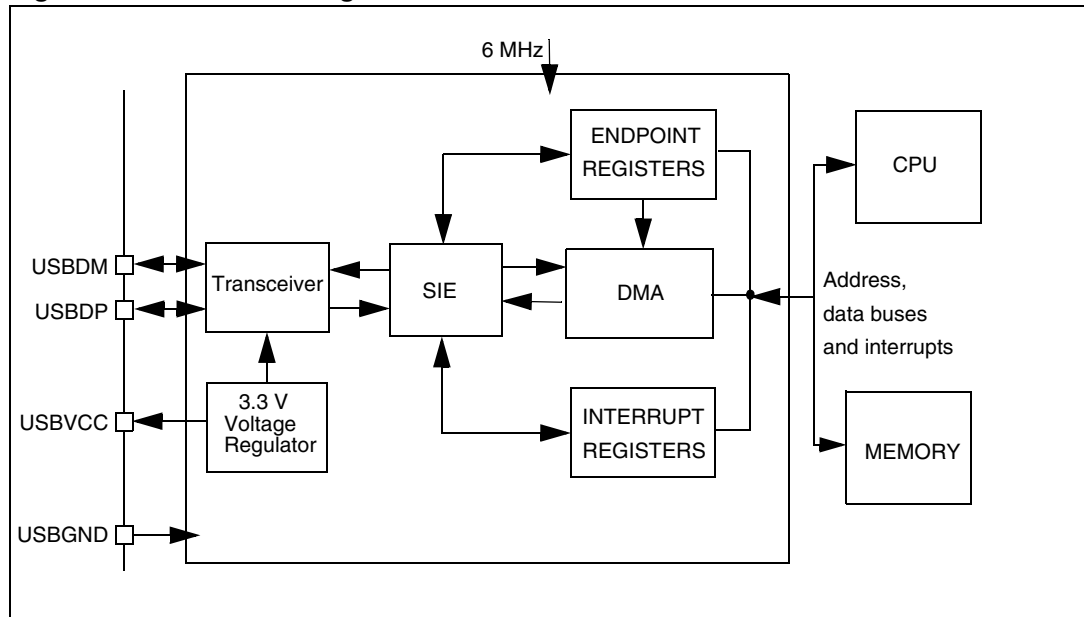 6 MHz
ENDPOINT
REGISTERS
CPU
USBDM
USBDP
Transceiver
SIE
DMA
Address,
data buses
and interrupts
USBVCC
3.3 V
Voltage
Regulator
INTERRUPT
REGISTERS
MEMORY
USBGND